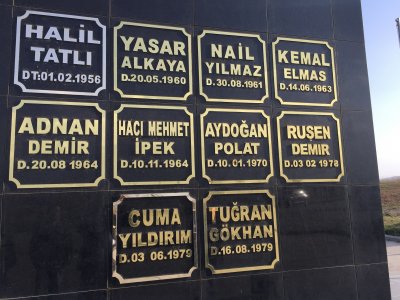 HALİL
TATLI
DT:01.02.1956
YAŞAR
ALKAYA
D.20.05.1960
NAİL
YILMAZ
D.30.08.1961
KEMAL
ELMAS
D.14.06.1963
ADNAN
DEMİR
D.20.08 1964
HACI MEHMET
İPEK
D.10.11.1964
AYDOĞAN
POLAT
D.10.01.1970
RUŞEN
DEMİR
D.03 02 1978
CUMA
YILDIRIM
D.03 06.1979
TUĞRAN
GÖKHAN
D.16.08.1979